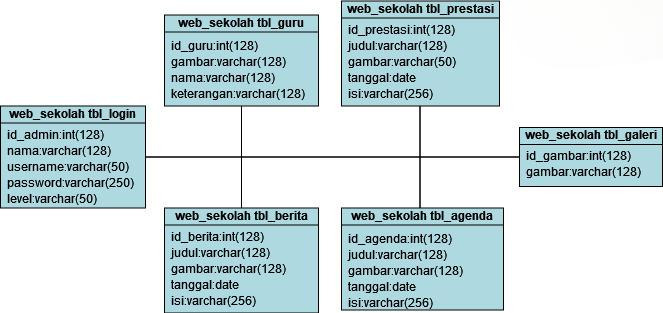 web_sekolah tbl_guru
id_guru:int(128)
gambar:varchar(128)
nama:varchar(128)
keterangan:varchar(128)
web_sekolah tbl_prestasi
id_prestasi:int(128)
judul:varchar(128)
gambar:varchar(50)
tanggal:date
isi:varchar(256)
web_sekolah tbl_login
id_admin:int(128)
nama:varchar(128)
username:varchar(50)
password:varchar(250)
level:varchar(50)
web_sekolah tbl_galeri
id_gambar:int(128)
gambar:varchar(128)
web_sekolah tbl_berita
id_berita:int(128)
judul:varchar(128)
gambar:varchar(128)
tanggal:date
isi:varchar(256)
web_sekolah tbl_agenda
id_agenda:int(128)
judul:varchar(128)
gambar:varchar(128)
tanggal:date
isi:varchar(256)